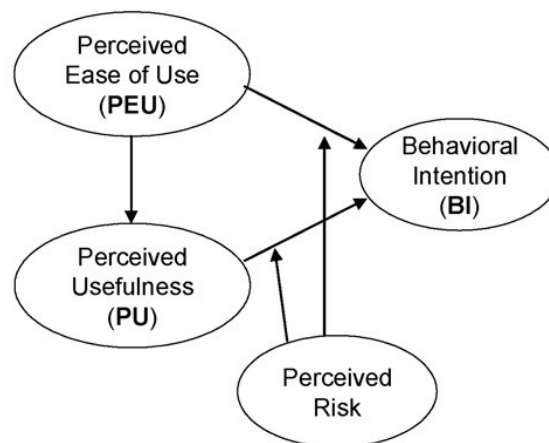 Perceived
Ease of Use
(PEU)
Behavioral
Intention
(BI)
Perceived
Usefulness
(PU)
Perceived
Risk